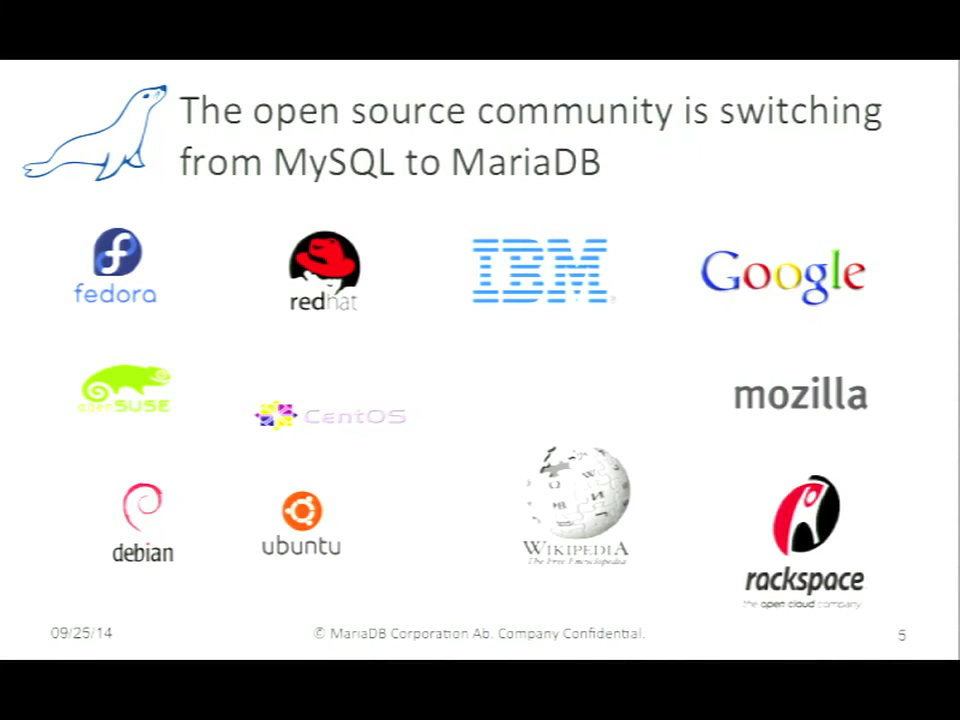 The open source community is switching
from MySQL to MariaDB
fedora
redhat
IBM
Google
openSUSE
CentOS
mozilla
debian
ubuntu
WIKIPEDIA
The Free Encyclopedia
rackspace
the open cloud company
09/25/14
© MariaDB Corporation Ab. Company Confidential.
5